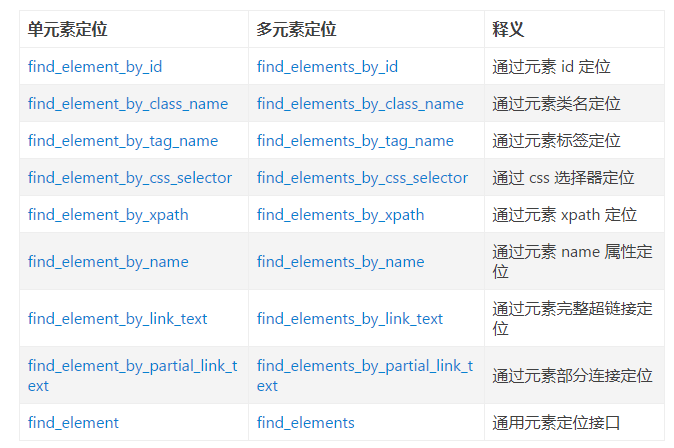 单元素定位 多元素定位 释义
find_element_by_id find_elements_by_id 通过元素 id 定位
find_element_by_class_name find_elements_by_class_name 通过元素类名定位
find_element_by_tag_name find_elements_by_tag_name 通过元素标签定位
find_element_by_css_selector find_elements_by_css_selector 通过 css 选择器定位
find_element_by_xpath find_elements_by_xpath 通过元素 xpath 定位
find_element_by_name find_elements_by_name 通过元素 name 属性定
位
find_element_by_link_text find_elements_by_link_text 通过元素完整超链接定
位
find_element_by_partial_link_t find_elements_by_partial_link_t 通过元素部分连接定位
ext ext
find_element find_elements 通用元素定位接口